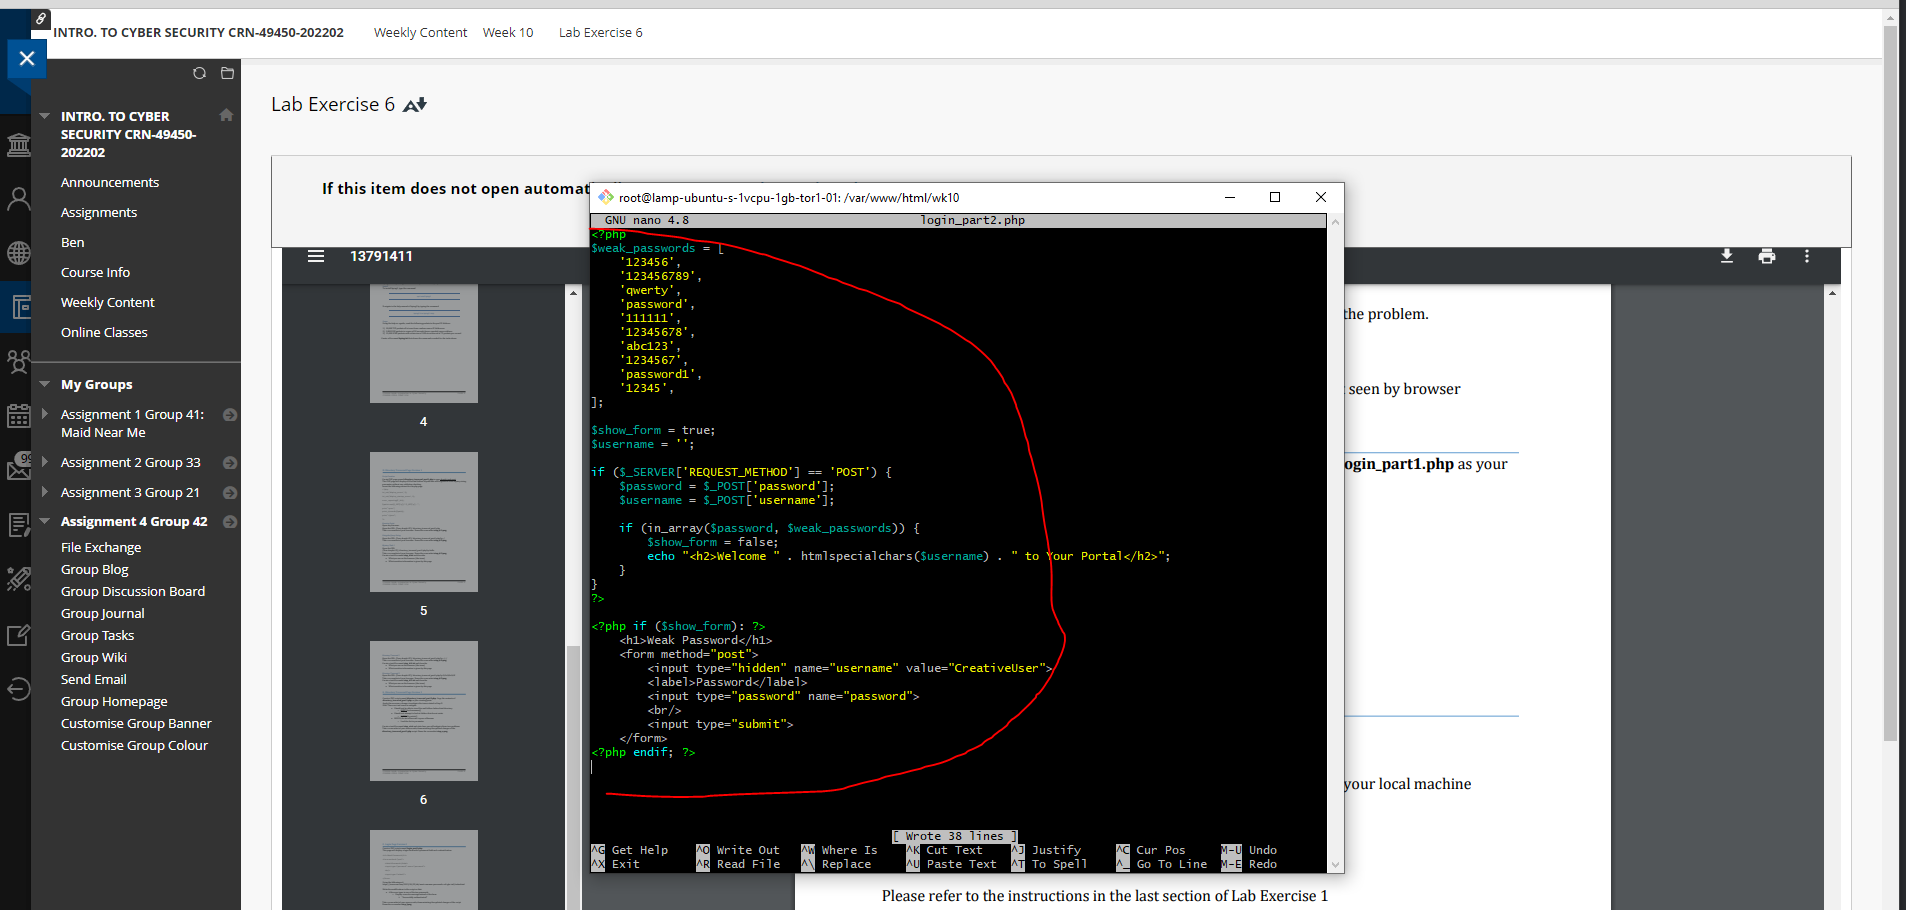 INTRO. TO CYBER SECURITY CRN-49450-202202 Weekly Content Week 10 Lab Exercise 6
INTRO. TO CYBER
SECURITY CRN-49450-
202202
Announcements
Assignments
Ben
Course Info
Weekly Content
Online Classes
My Groups
Assignment 1 Group 41:
Maid Near Me
Assignment 2 Group 33
Assignment 3 Group 21
Assignment 4 Group 42
File Exchange
Group Blog
Group Discussion Board
Group Journal
Group Tasks
Group Wiki
Send Email
Group Homepage
Customise Group Banner
Customise Group Colour
Lab Exercise 6
If this item does not open automat
13791411
4
5
6
root@lamp-ubuntu-s-1vcpu-1gb-tor1-01: /var/www/html/wk10
GNU nano 4.8 login_part2.php
<?php
$weak_passwords = [
    '123456',
    '123456789',
    'qwerty',
    'password',
    '111111',
    '12345678',
    'abc123',
    '1234567',
    'password1',
    '12345',
];
$show_form = true;
$username = '';
if ($_SERVER['REQUEST_METHOD'] == 'POST') {
    $password = $_POST['password'];
    $username = $_POST['username'];
    if (in_array($password, $weak_passwords)) {
        $show_form = false;
        echo "<h2>Welcome " . htmlspecialchars($username) . " to Your Portal</h2>";
    }
}
?>
<?php if ($show_form): ?>
    <h1>Weak Password</h1>
    <form method="post">
        <input type="hidden" name="username" value="CreativeUser">
        <label>Password</label>
        <input type="password" name="password">
        <br/>
        <input type="submit">
    </form>
<?php endif; ?>
[ Wrote 38 lines ]
^G Get Help ^O Write Out ^W Where Is ^K Cut Text ^J Justify ^C Cur Pos M-U Undo
^X Exit ^R Read File ^\ Replace ^U Paste Text ^T To Spell ^_ Go To Line M-E Redo
the problem.
seen by browser
ogin_part1.php as your
your local machine
Please refer to the instructions in the last section of Lab Exercise 1